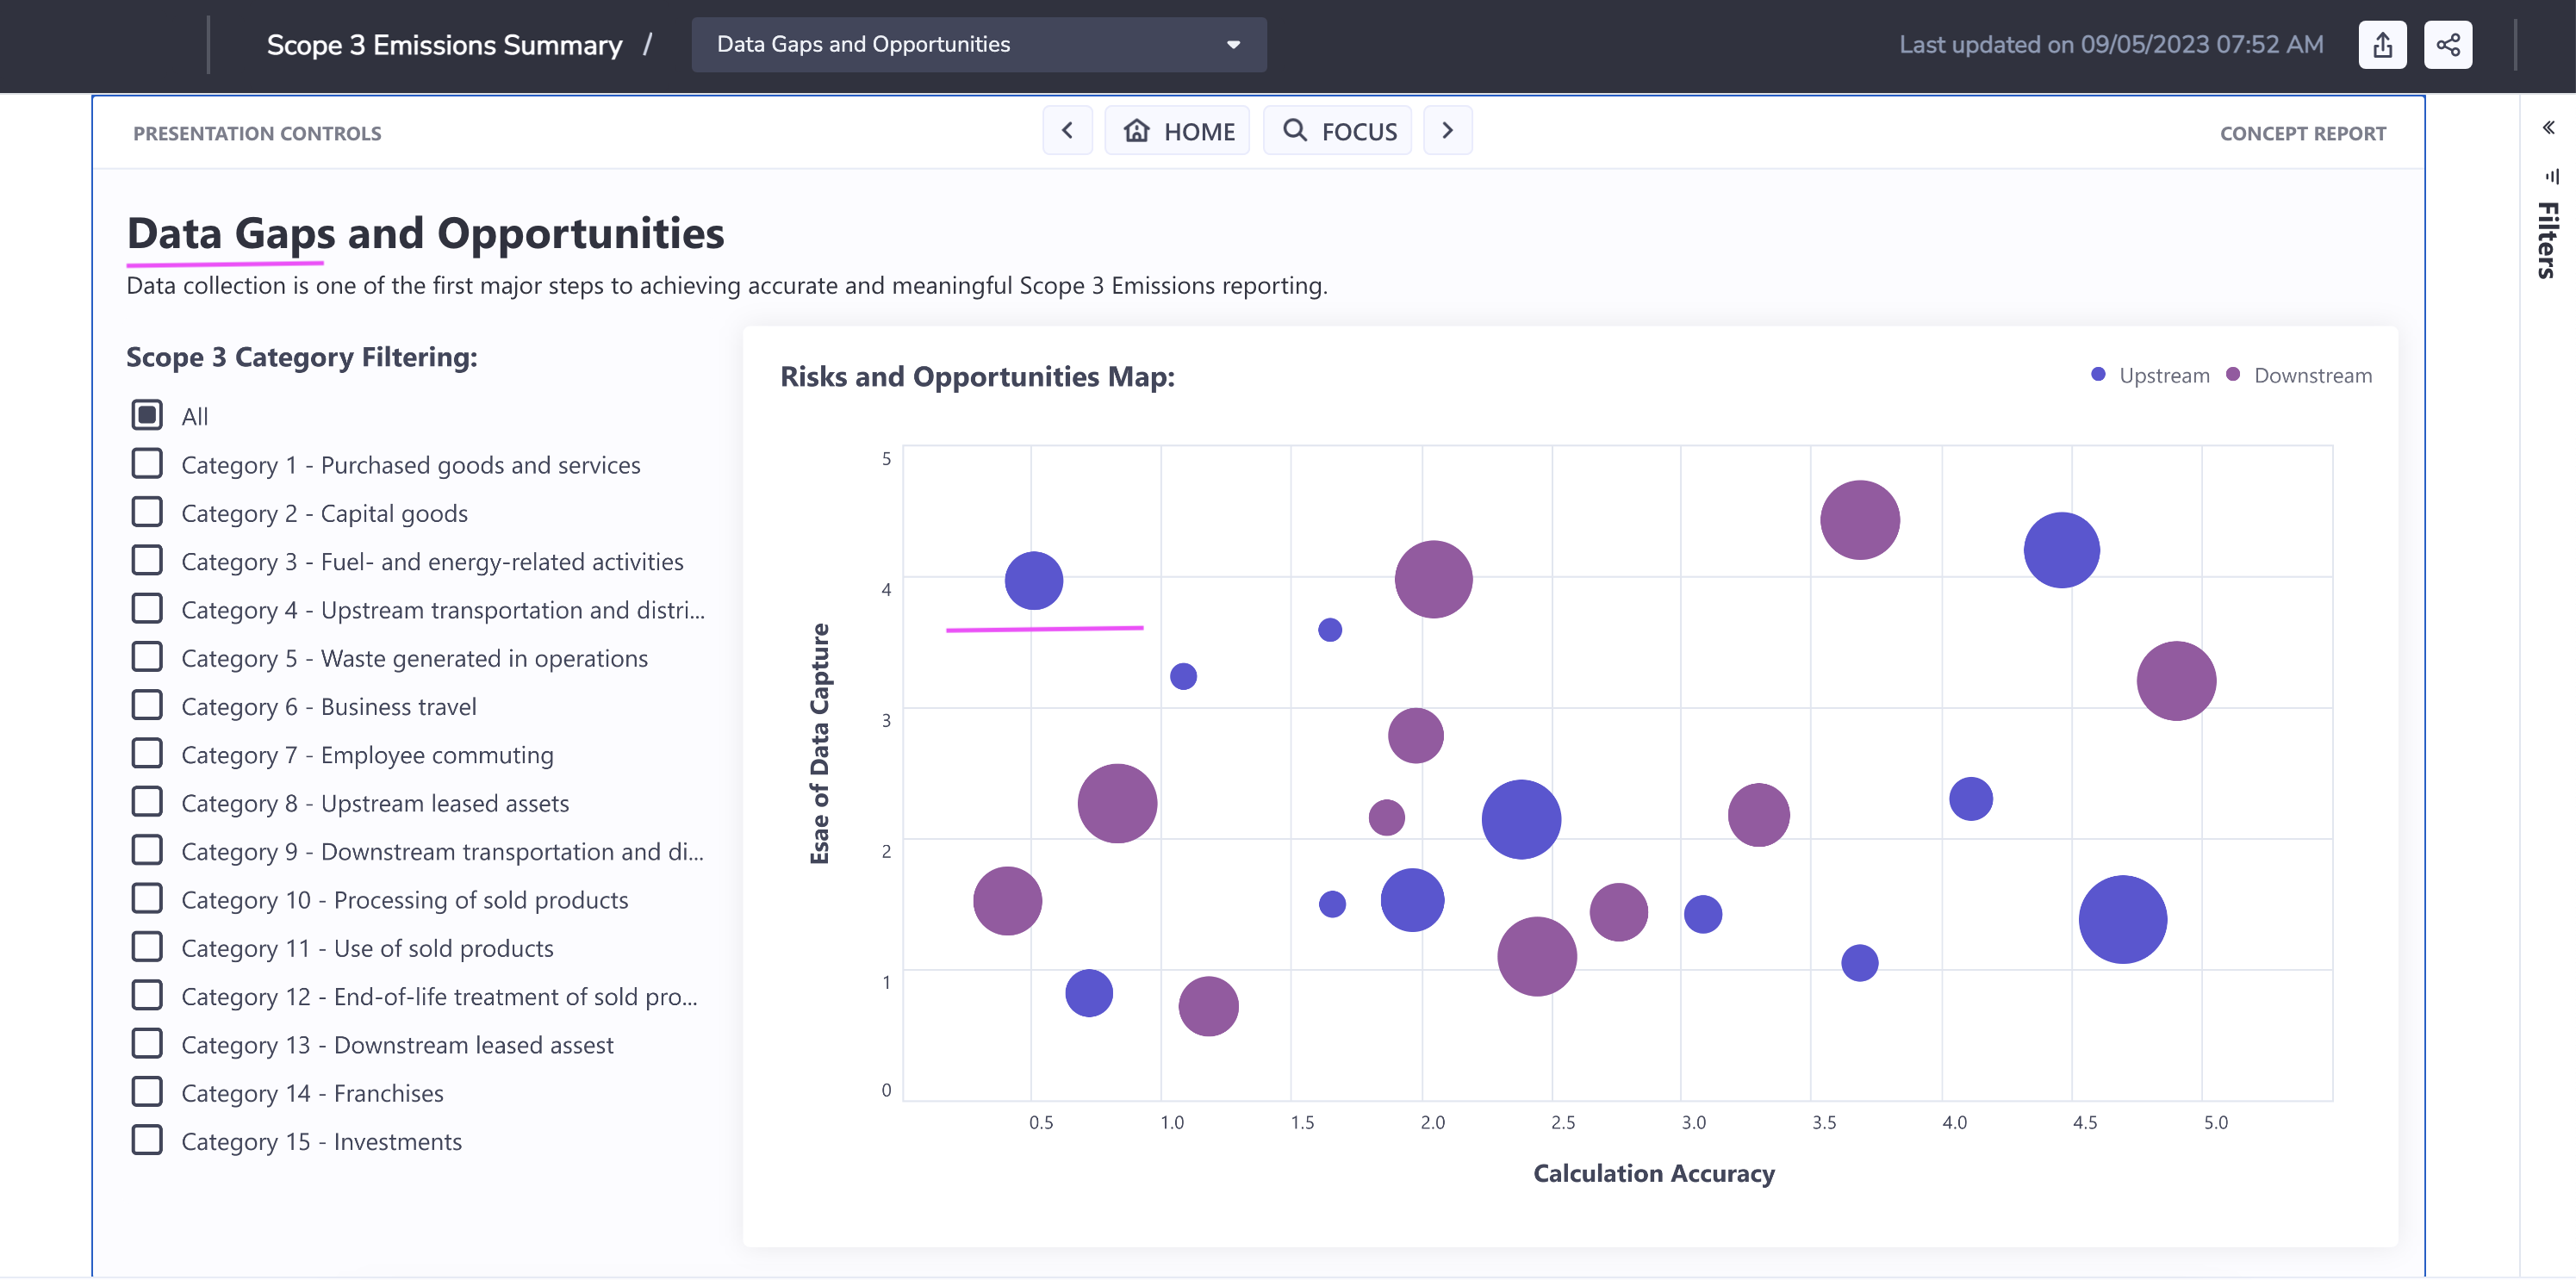 Scope 3 Emissions Summary /
Data Gaps and Opportunities
Last updated on 09/05/2023 07:52 AM
PRESENTATION CONTROLS
HOME
FOCUS
CONCEPT REPORT
Filters
Data Gaps and Opportunities
Data collection is one of the first major steps to achieving accurate and meaningful Scope 3 Emissions reporting.
Scope 3 Category Filtering:
All
Category 1 - Purchased goods and services
Category 2 - Capital goods
Category 3 - Fuel- and energy-related activities
Category 4 - Upstream transportation and distri...
Category 5 - Waste generated in operations
Category 6 - Business travel
Category 7 - Employee commuting
Category 8 - Upstream leased assets
Category 9 - Downstream transportation and di...
Category 10 - Processing of sold products
Category 11 - Use of sold products
Category 12 - End-of-life treatment of sold pro...
Category 13 - Downstream leased assest
Category 14 - Franchises
Category 15 - Investments
Risks and Opportunities Map:
Upstream
Downstream
Esae of Data Capture
5
4
3
2
1
0
0.5 1.0 1.5 2.0 2.5 3.0 3.5 4.0 4.5 5.0
Calculation Accuracy